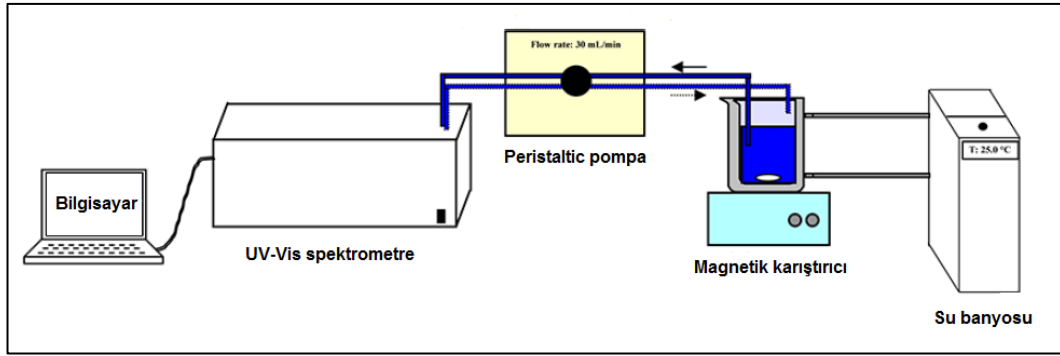 Flow rate: 30 mL/min
Peristaltic pompa
Bilgisayar
UV-Vis spektrometre
Magnetik karıştırıcı
T: 25.0 °C
Su banyosu